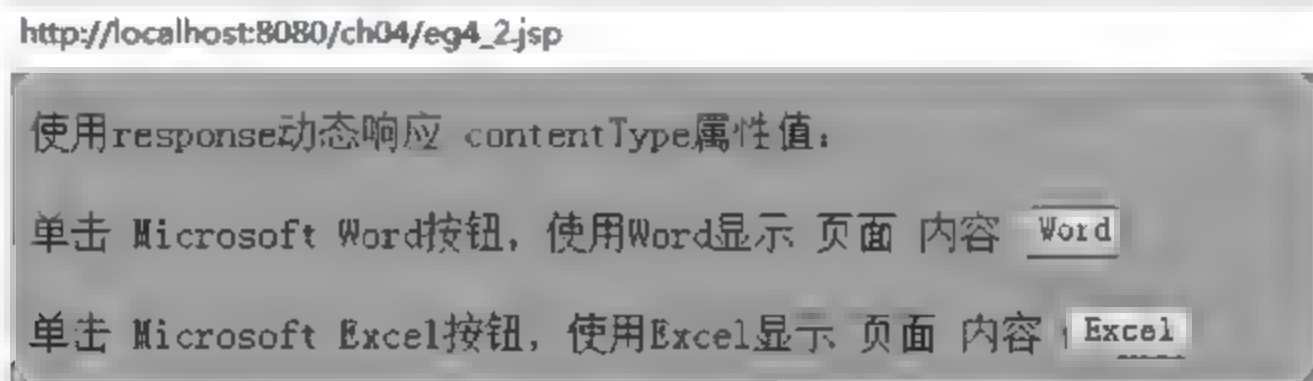 http://localhost:8080/ch04/eg4_2.jsp
使用response动态响应 contentType属性值：
单击 Microsoft Word按钮，使用Word显示 页面 内容 Word
单击 Microsoft Excel按钮，使用Excel显示 页面 内容 Excel